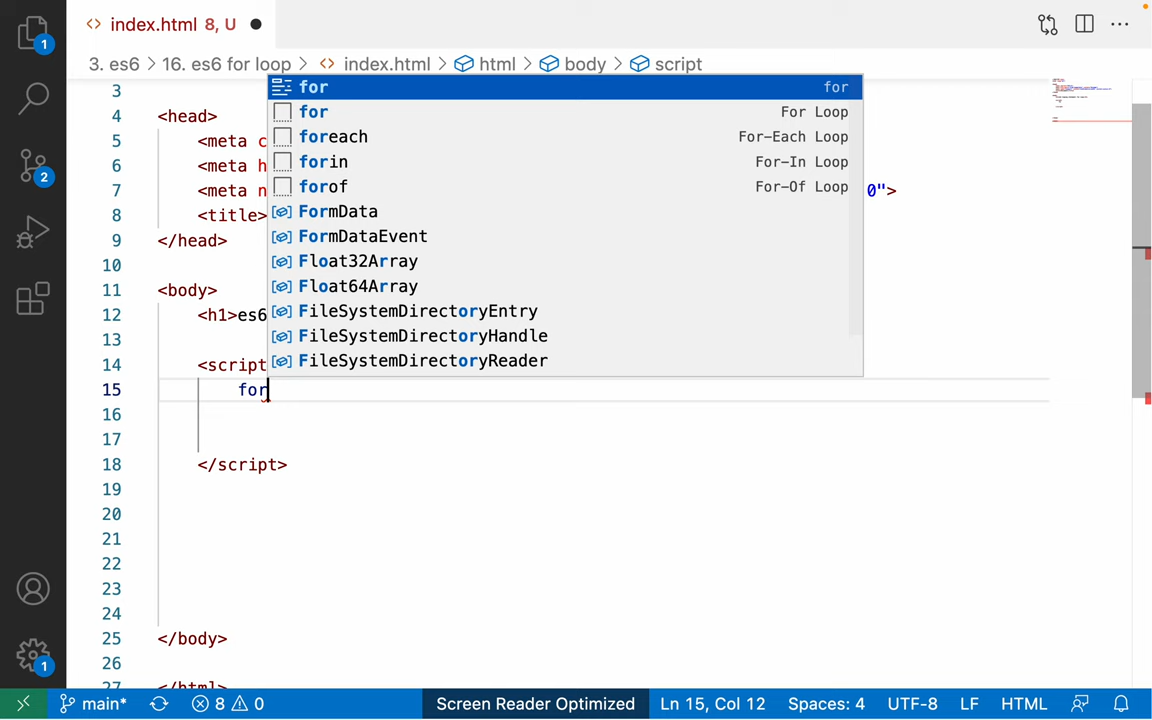 index.html 8, U
1
3. es6 > 16. es6 for loop > index.html > html > body > script
3
4 <head>
5 <meta c
6 <meta h
7 <meta n 0">
8 <title>
9 </head>
10
11 <body>
12 <h1>es6
13
14 <script
15 for
16
17
18 </script>
19
20
21
22
23
24
25 </body>
26
27 </html>
for for
for For Loop
foreach For-Each Loop
forin For-In Loop
forof For-Of Loop
FormData
FormDataEvent
Float32Array
Float64Array
FileSystemDirectoryEntry
FileSystemDirectoryHandle
FileSystemDirectoryReader
2
1
main* 8 0 Screen Reader Optimized Ln 15, Col 12 Spaces: 4 UTF-8 LF HTML